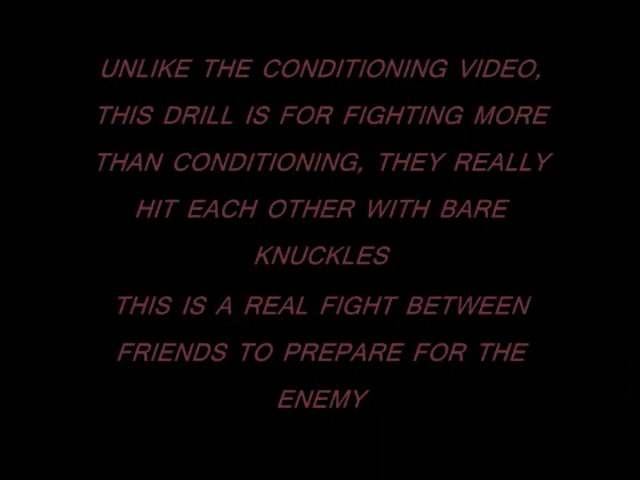 UNLIKE THE CONDITIONING VIDEO,
THIS DRILL IS FOR FIGHTING MORE
THAN CONDITIONING, THEY REALLY
HIT EACH OTHER WITH BARE
KNUCKLES
THIS IS A REAL FIGHT BETWEEN
FRIENDS TO PREPARE FOR THE
ENEMY